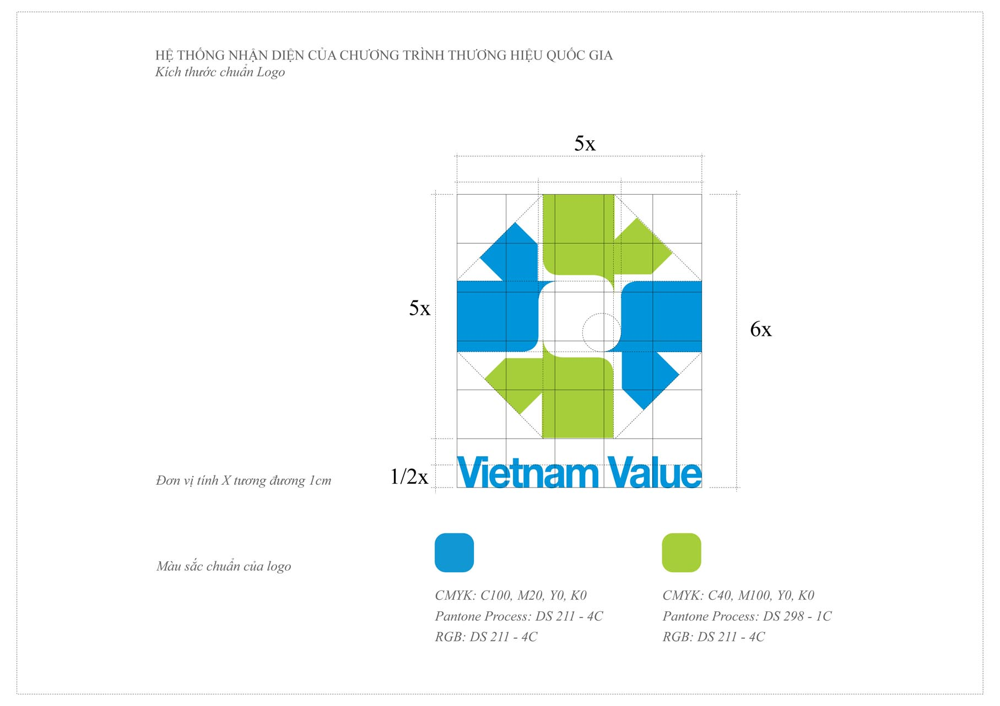 HỆ THỐNG NHẬN DIỆN CỦA CHƯƠNG TRÌNH THƯƠNG HIỆU QUỐC GIA
Kích thước chuẩn Logo
5x
5x
6x
Vietnam Value
1/2x
Đơn vị tính X tương đương 1cm
Màu sắc chuẩn của logo
CMYK: C100, M20, Y0, K0
Pantone Process: DS 211 - 4C
RGB: DS 211 - 4C
CMYK: C40, M100, Y0, K0
Pantone Process: DS 298 - 1C
RGB: DS 211 - 4C